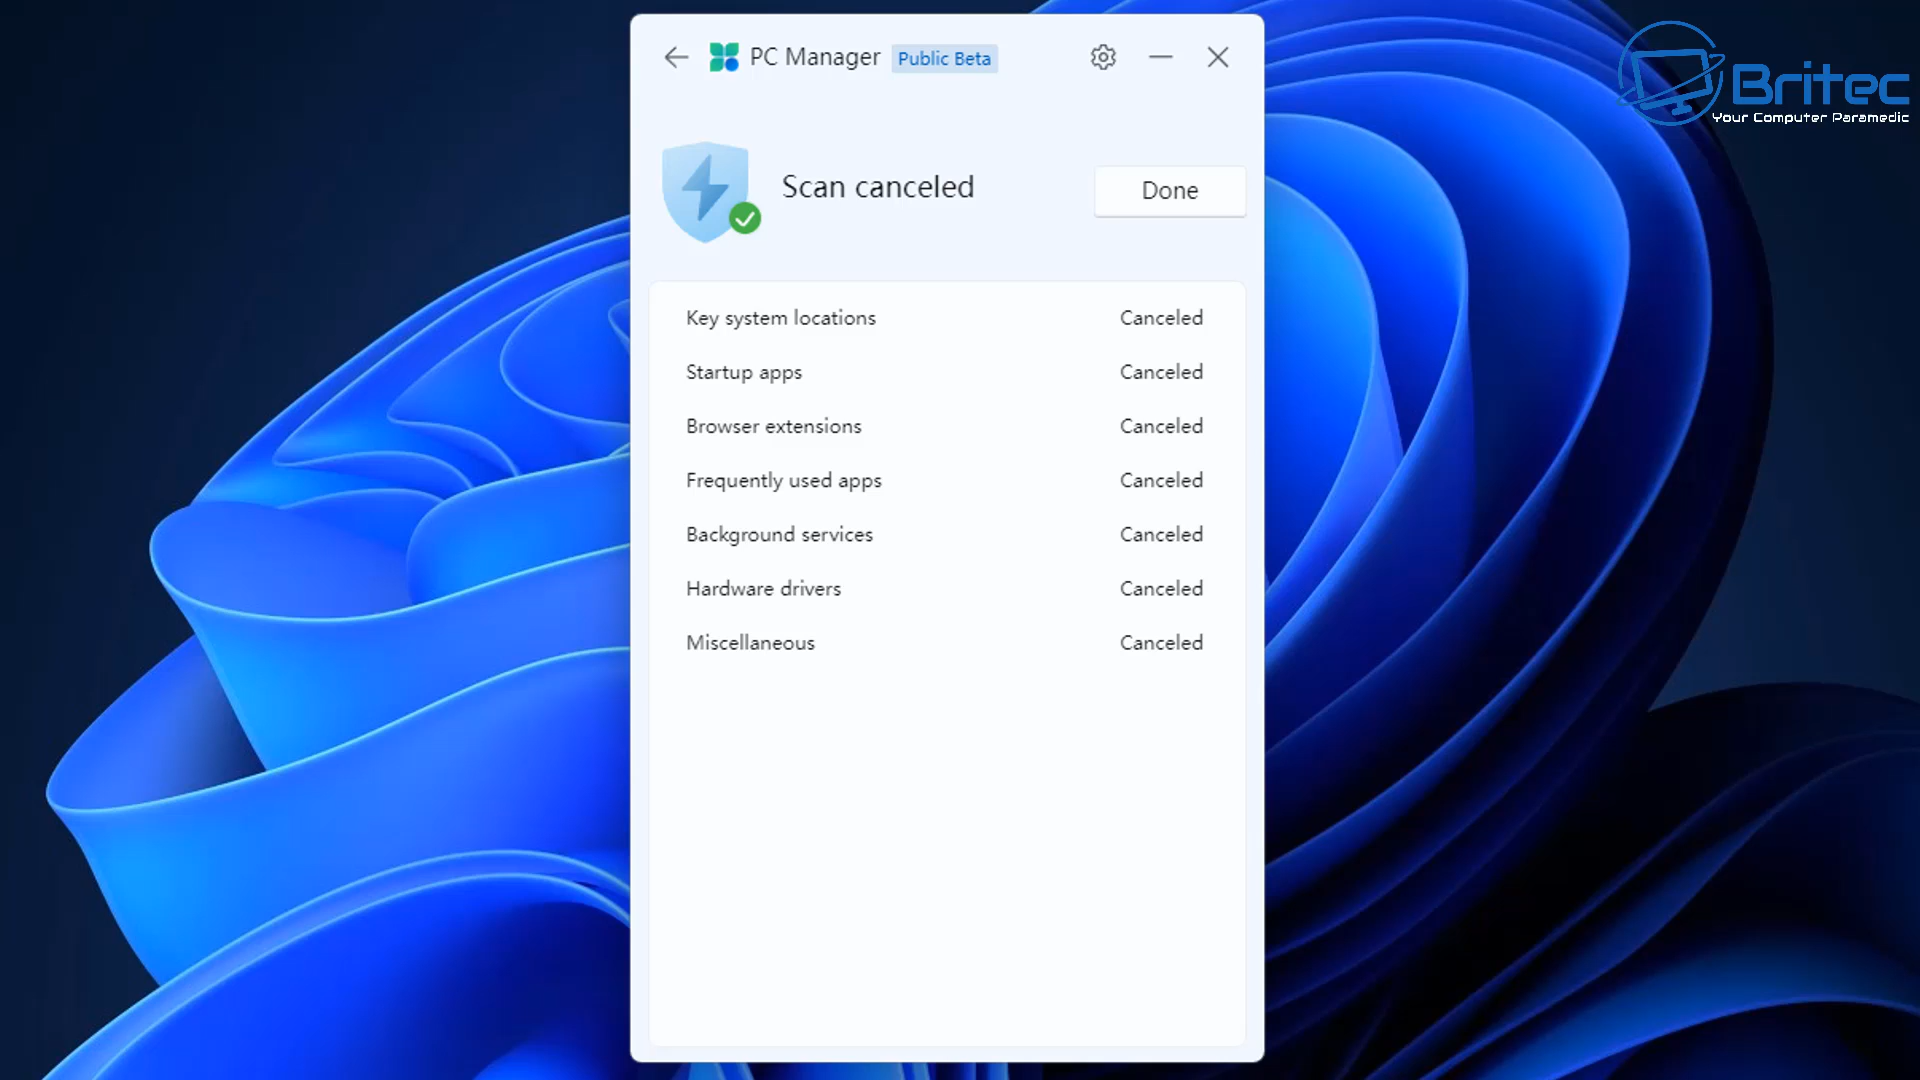 PC Manager Public Beta
Britec
Your Computer Paramedic
Scan canceled
Done
Key system locations Canceled
Startup apps Canceled
Browser extensions Canceled
Frequently used apps Canceled
Background services Canceled
Hardware drivers Canceled
Miscellaneous Canceled